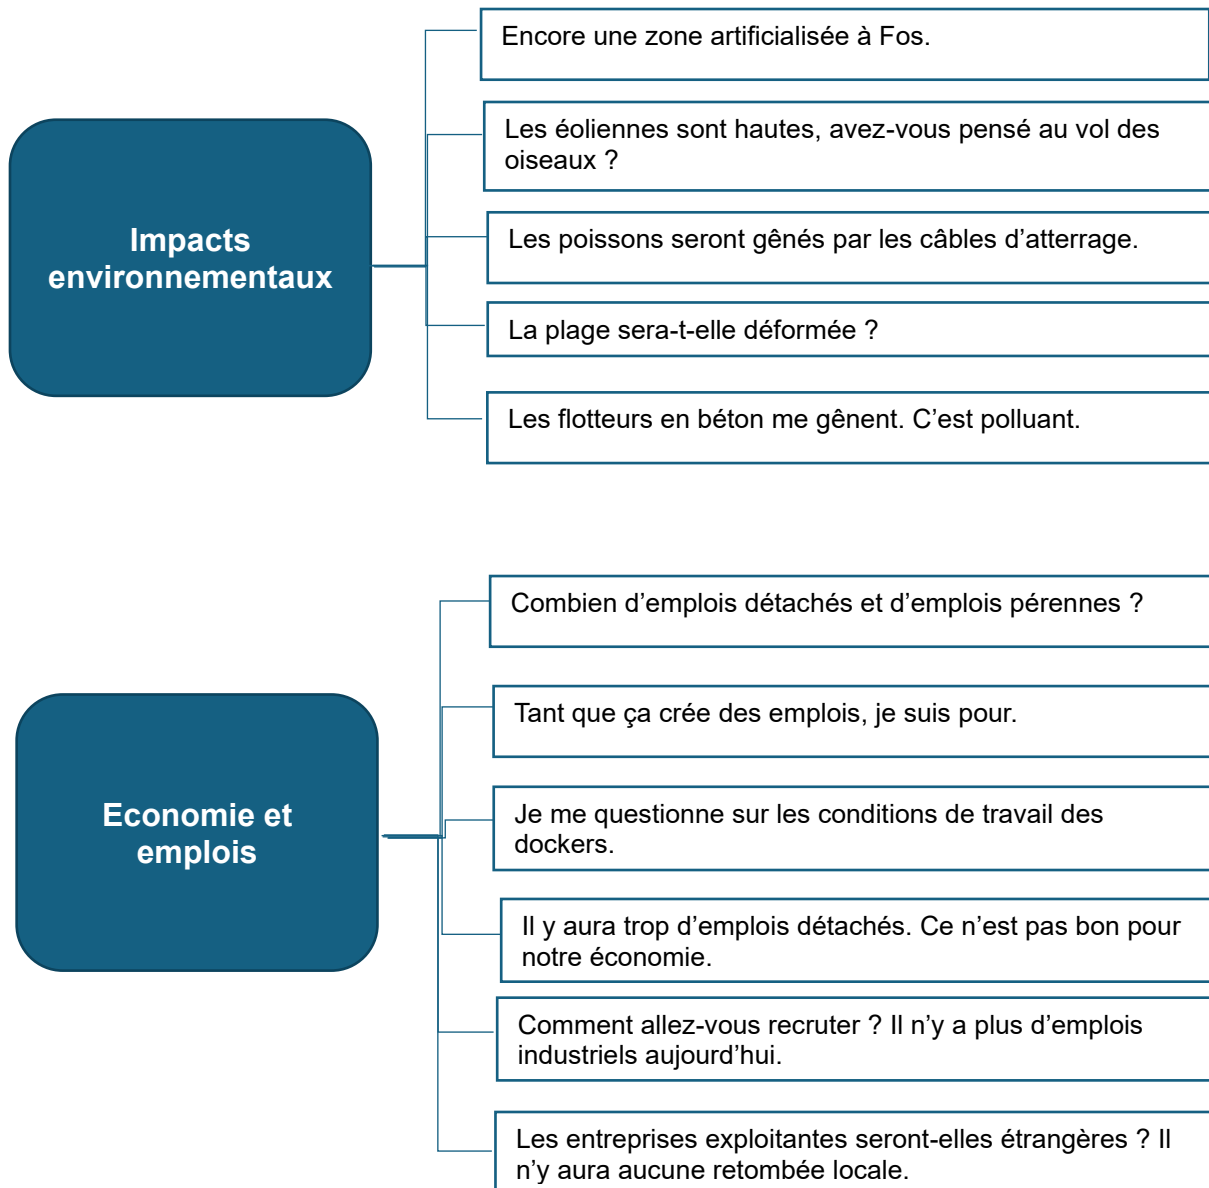 Encore une zone artificialisée à Fos.
Les éoliennes sont hautes, avez-vous pensé au vol des
oiseaux ?
Impacts
environnementaux
Les poissons seront gênés par les câbles d’atterrage.
La plage sera-t-elle déformée ?
Les flotteurs en béton me gênent. C’est polluant.
Combien d’emplois détachés et d’emplois pérennes ?
Tant que ça crée des emplois, je suis pour.
Economie et
emplois
Je me questionne sur les conditions de travail des
dockers.
Il y aura trop d’emplois détachés. Ce n’est pas bon pour
notre économie.
Comment allez-vous recruter ? Il n’y a plus d’emplois
industriels aujourd’hui.
Les entreprises exploitantes seront-elles étrangères ? Il
n’y aura aucune retombée locale.